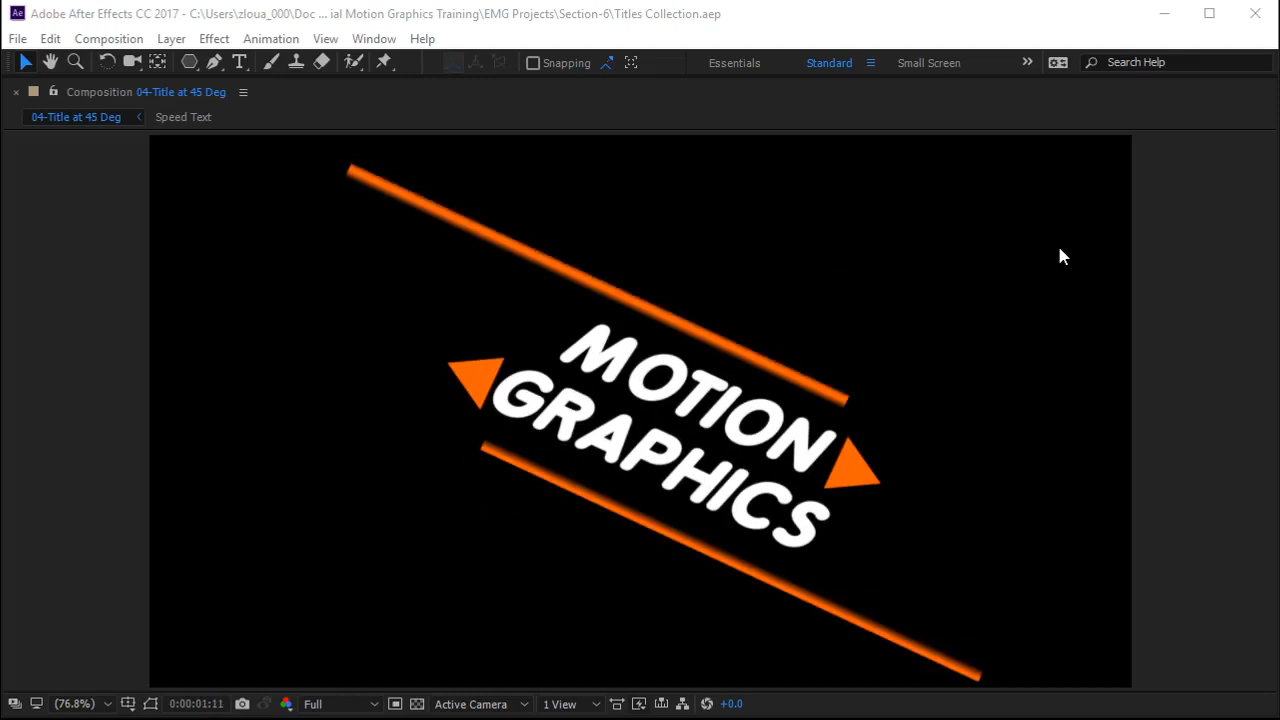 Adobe After Effects CC 2017 - C:\Users\zloua_000\Doc ... ial Motion Graphics Training\EMG Projects\Section-6\Titles Collection.aep
File Edit Composition Layer Effect Animation View Window Help
Snapping Essentials Standard Small Screen Search Help
Composition 04-Title at 45 Deg
04-Title at 45 Deg Speed Text
MOTION
GRAPHICS
(76.8%) 0:00:01:11 Full Active Camera 1 View +0.0